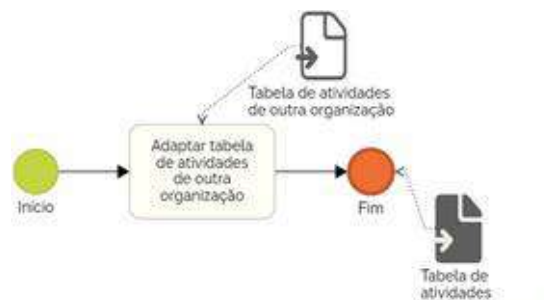 Tabela de atividades
de outra organização
Adaptar tabela
de atividades
de outra
organização
Início
Fim
Tabela de
atividades